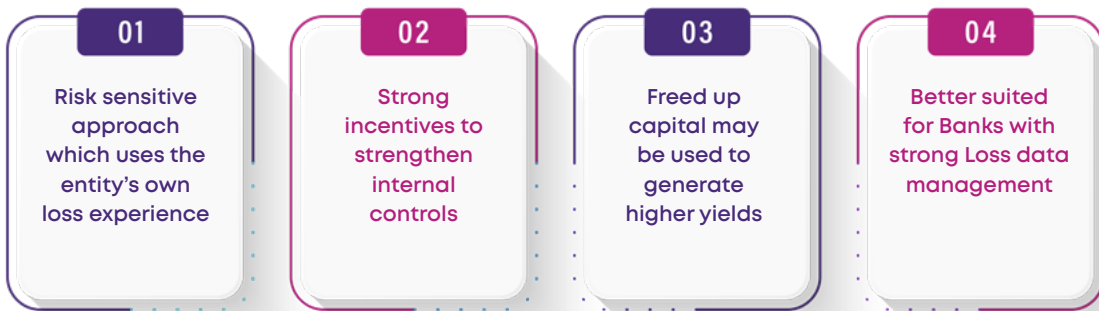 01
Risk sensitive
approach
which uses the
entity's own
loss experience
02
Strong
incentives to
strengthen
internal
controls
03
Freed up
capital may
be used to
generate
higher yields
04
Better suited
for Banks with
strong Loss data
management